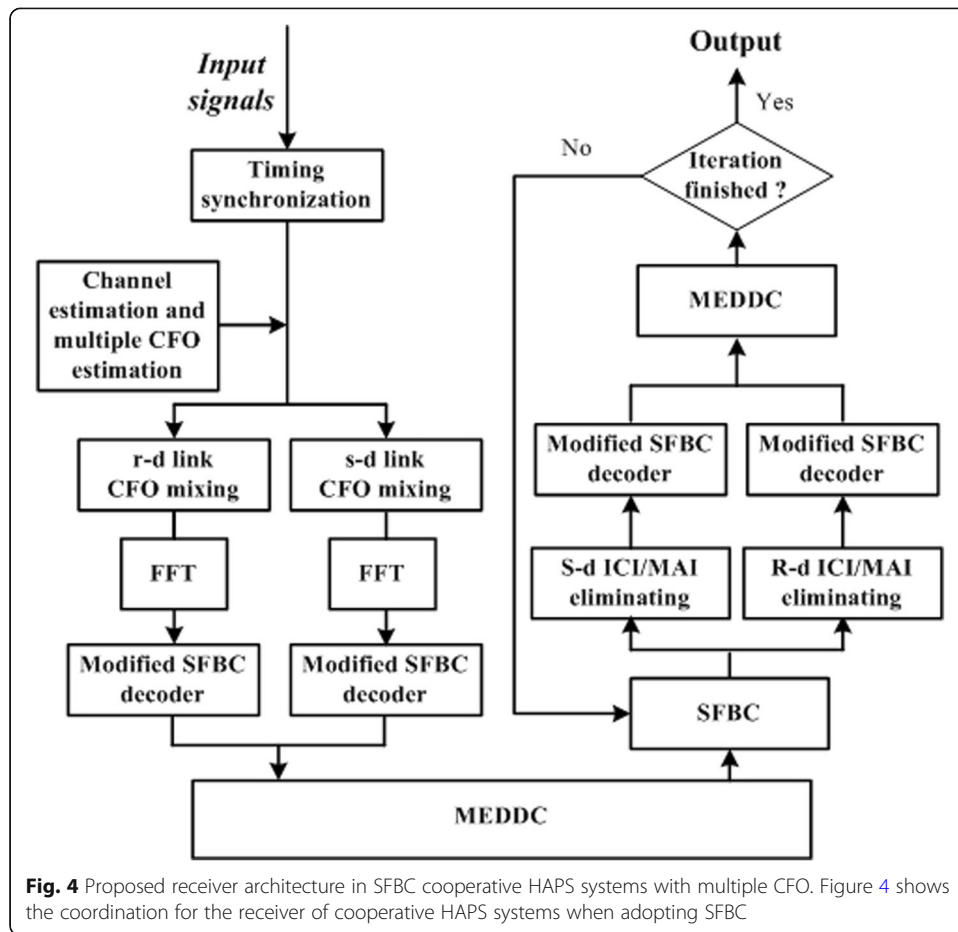 Input
signals
Timing
synchronization
Channel
estimation and
multiple CFO
estimation
r-d link
CFO mixing
s-d link
CFO mixing
FFT
FFT
Modified SFBC
decoder
Modified SFBC
decoder
MEDDC
Output
Yes
No
Iteration
finished ?
MEDDC
Modified SFBC
decoder
Modified SFBC
decoder
S-d ICI/MAI
eliminating
R-d ICI/MAI
eliminating
SFBC
Fig. 4 Proposed receiver architecture in SFBC cooperative HAPS systems with multiple CFO. Figure 4 shows
the coordination for the receiver of cooperative HAPS systems when adopting SFBC